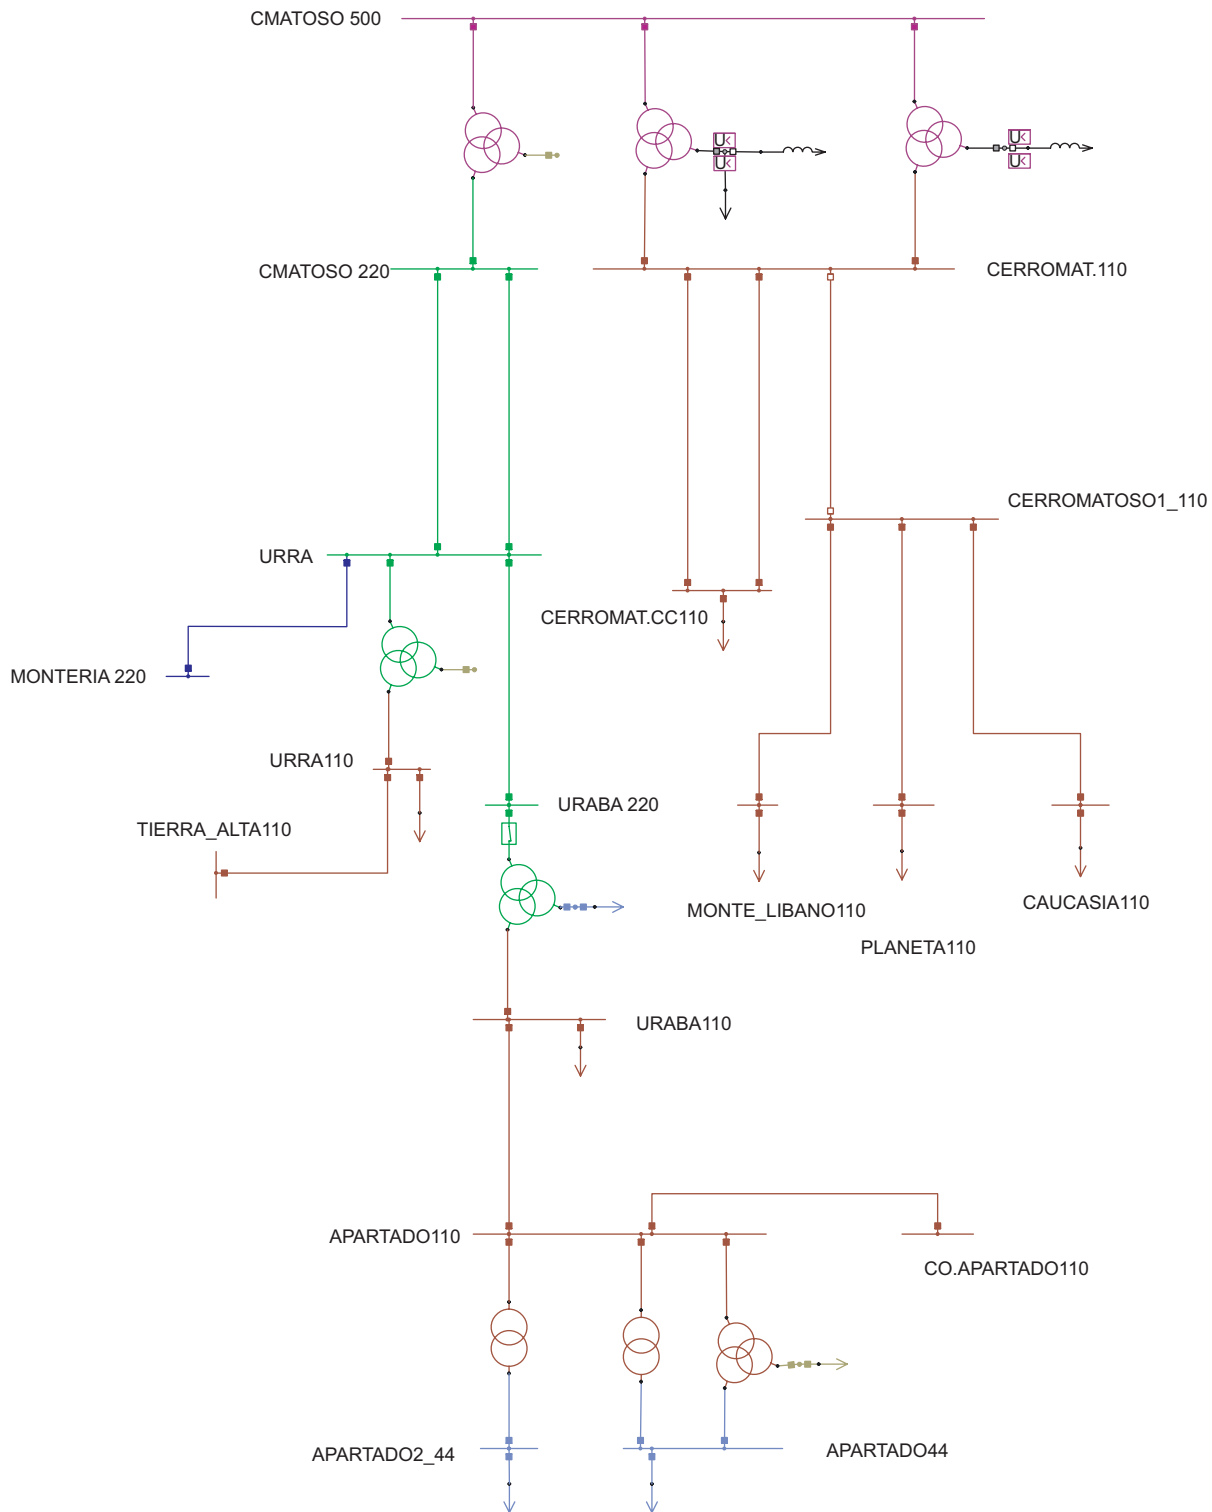 CMATOSO 500
U<
U<
U<
U<
CMATOSO 220
CERROMAT.110
CERROMATOSO1_110
URRA
CERROMAT.CC110
MONTERIA 220
URRA110
URABA 220
TIERRA_ALTA110
MONTE_LIBANO110
CAUCASIA110
PLANETA110
URABA110
APARTADO110
CO.APARTADO110
APARTADO2_44
APARTADO44